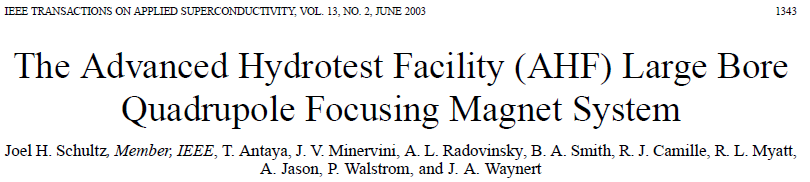 IEEE TRANSACTIONS ON APPLIED SUPERCONDUCTIVITY, VOL. 13, NO. 2, JUNE 2003 1343
The Advanced Hydrotest Facility (AHF) Large Bore
Quadrupole Focusing Magnet System
Joel H. Schultz, Member, IEEE, T. Antaya, J. V. Minervini, A. L. Radovinsky, B. A. Smith, R. J. Camille, R. L. Myatt,
A. Jason, P. Walstrom, and J. A. Waynert